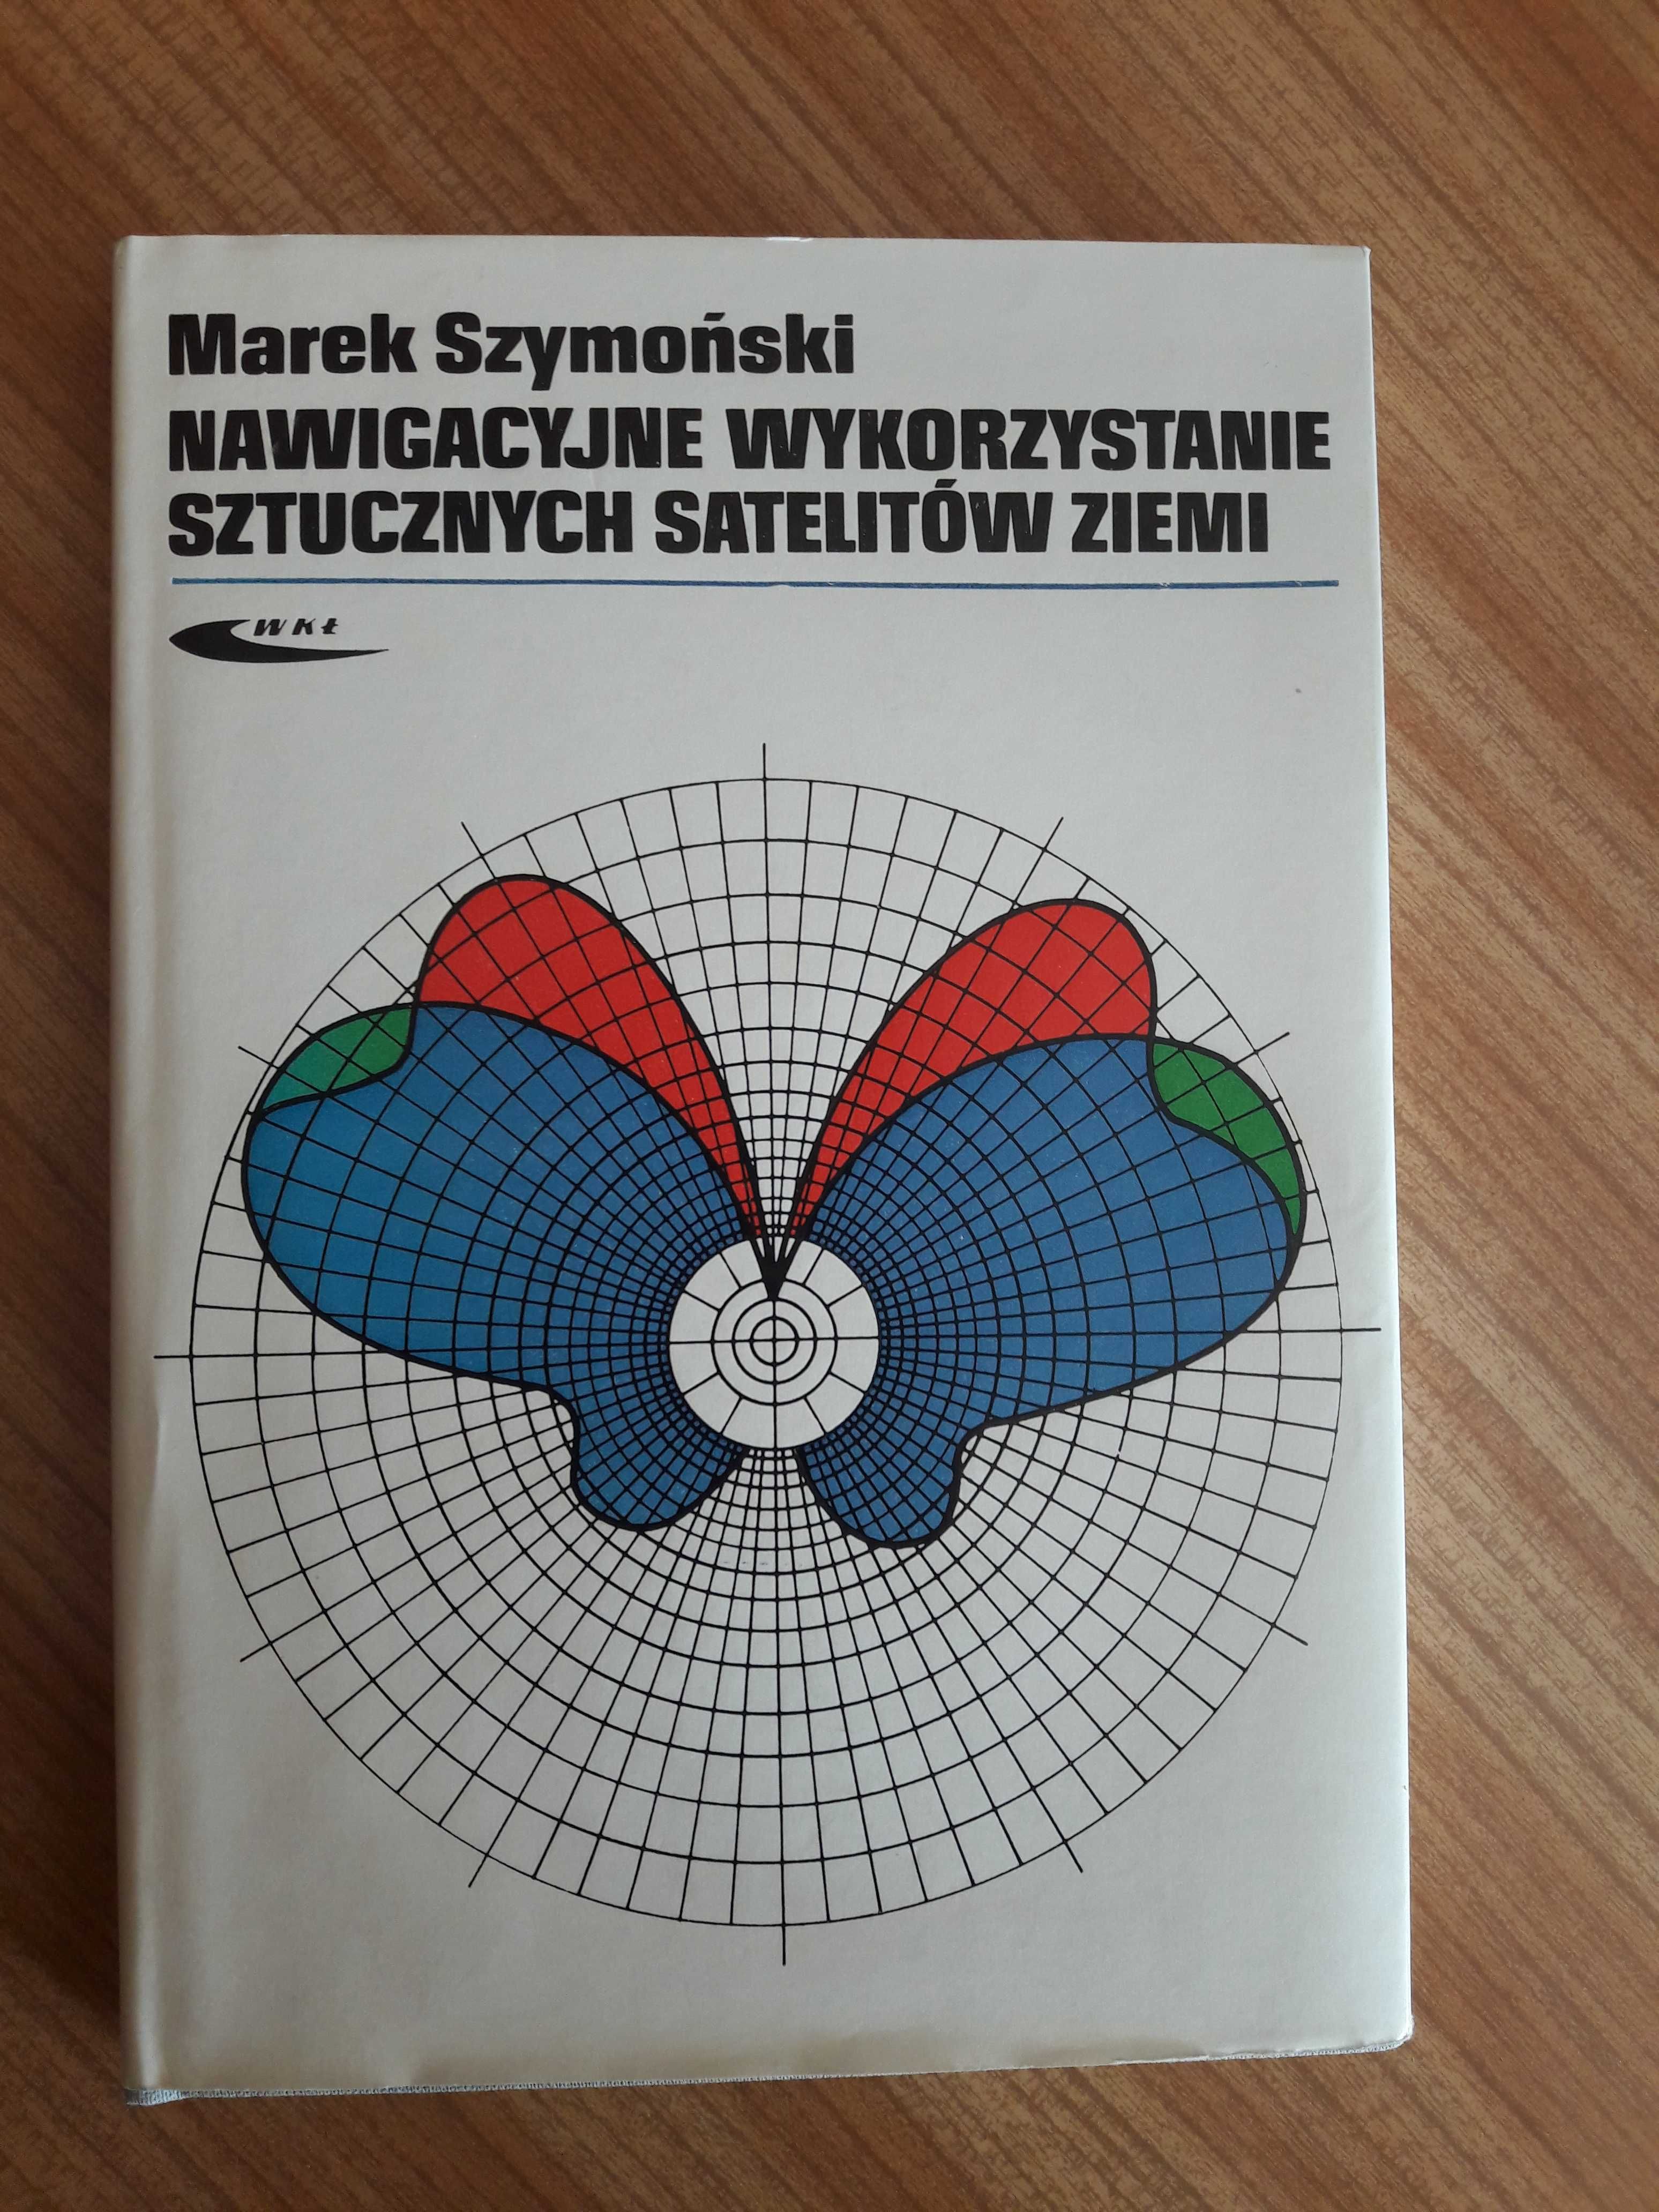 Marek Szymoński
NAWIGACYJNE WYKORZYSTANIE
SZTUCZNYCH SATELITÓW ZIEMI
WKŁ